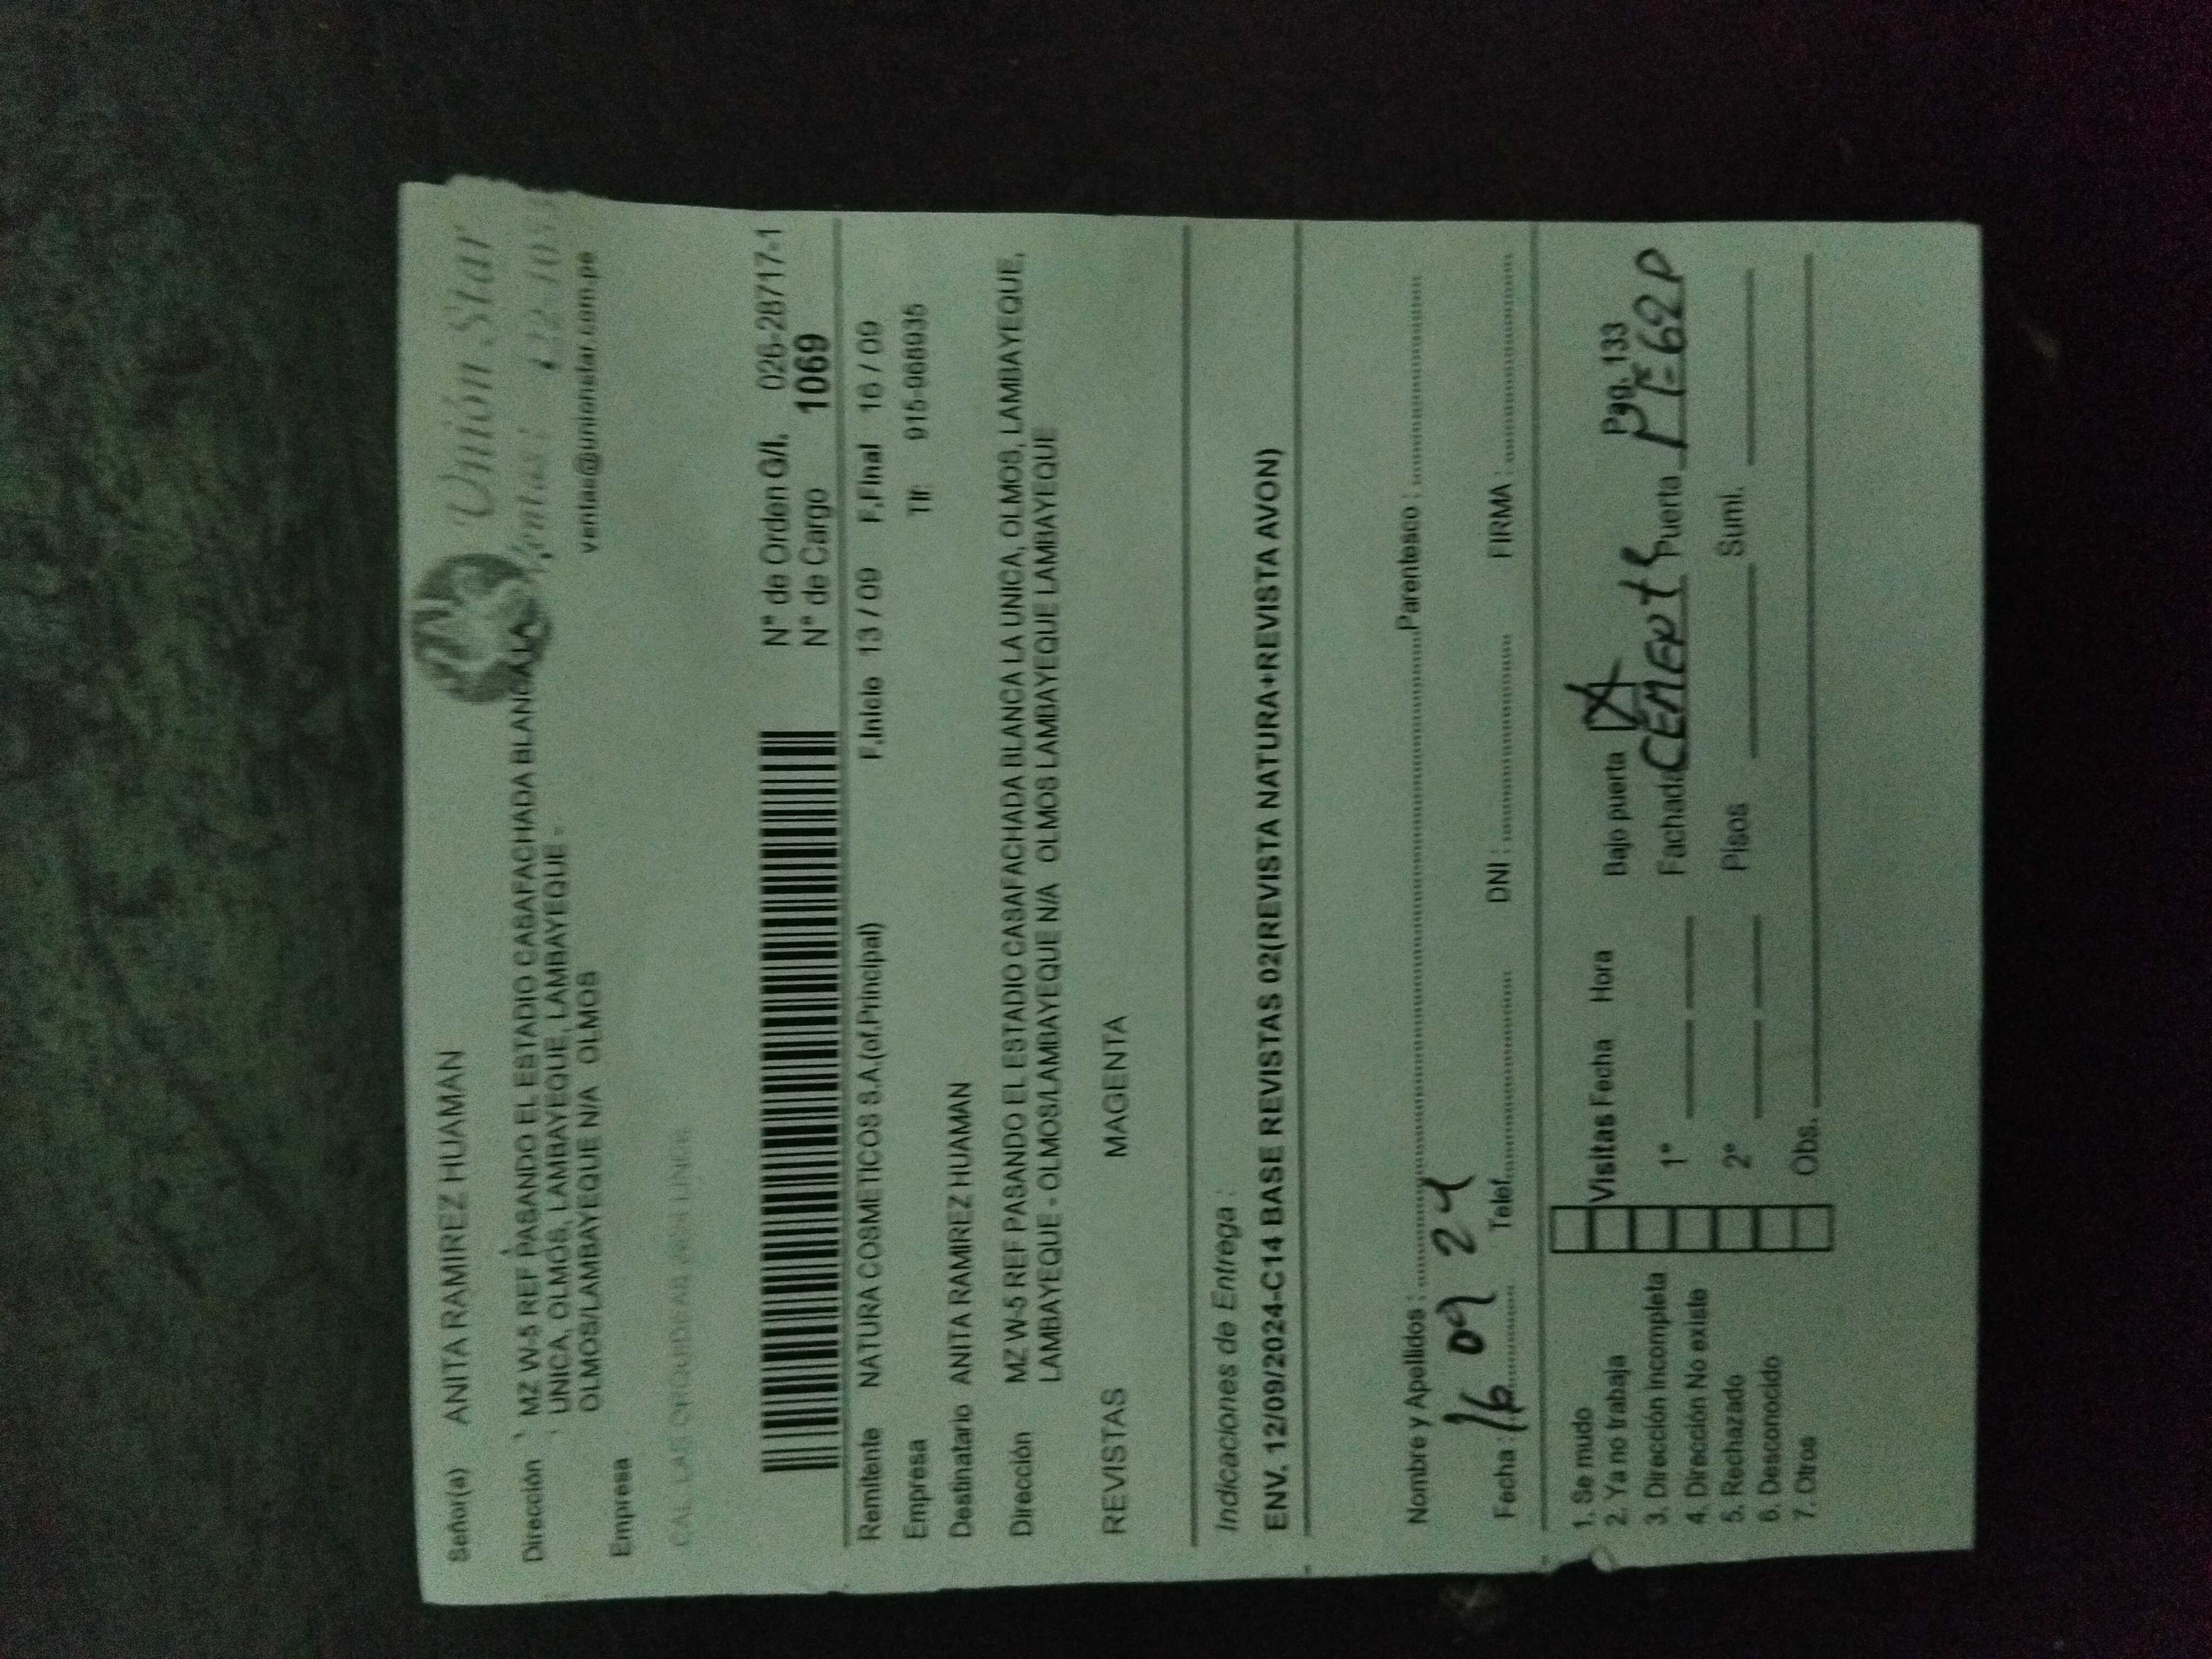 Señor(a) ANITA RAMIREZ HUAMAN
Unión Star
Ventas:
ventas@unionstar.com.pe
Dirección MZ W-5 REF PASANDO EL ESTADIO CASAFACHADA BLANCA LA
UNICA, OLMOS, LAMBAYEQUE, LAMBAYEQUE -
OLMOS/LAMBAYEQUE N/A OLMOS
Empresa
N° de Orden G/I. 026-28717-1
N° de Cargo 1069
Remitente NATURA COSMETICOS S.A.(of.Principal) F.Inicio 13 / 09 F.Final 16 / 09
Empresa Tlf: 915-968935
Destinatario ANITA RAMIREZ HUAMAN
Dirección MZ W-5 REF PASANDO EL ESTADIO CASAFACHADA BLANCA LA UNICA, OLMOS, LAMBAYEQUE,
LAMBAYEQUE - OLMOS/LAMBAYEQUE N/A OLMOS LAMBAYEQUE LAMBAYEQUE
REVISTAS MAGENTA
Indicaciones de Entrega :
ENV. 12/09/2024-C14 BASE REVISTAS 02(REVISTA NATURA+REVISTA AVON)
Nombre y Apellidos : Parentesco :
Fecha : 16 09 24 Telef. DNI : FIRMA :
1. Se mudo
2. Ya no trabaja Visitas Fecha Hora Bajo puerta X Pag. 133
3. Dirección incompleta
4. Dirección No existe 1° Fachada Puerta
5. Rechazado 2° Pisos Sumi.
6. Desconocido
7. Otros Obs.